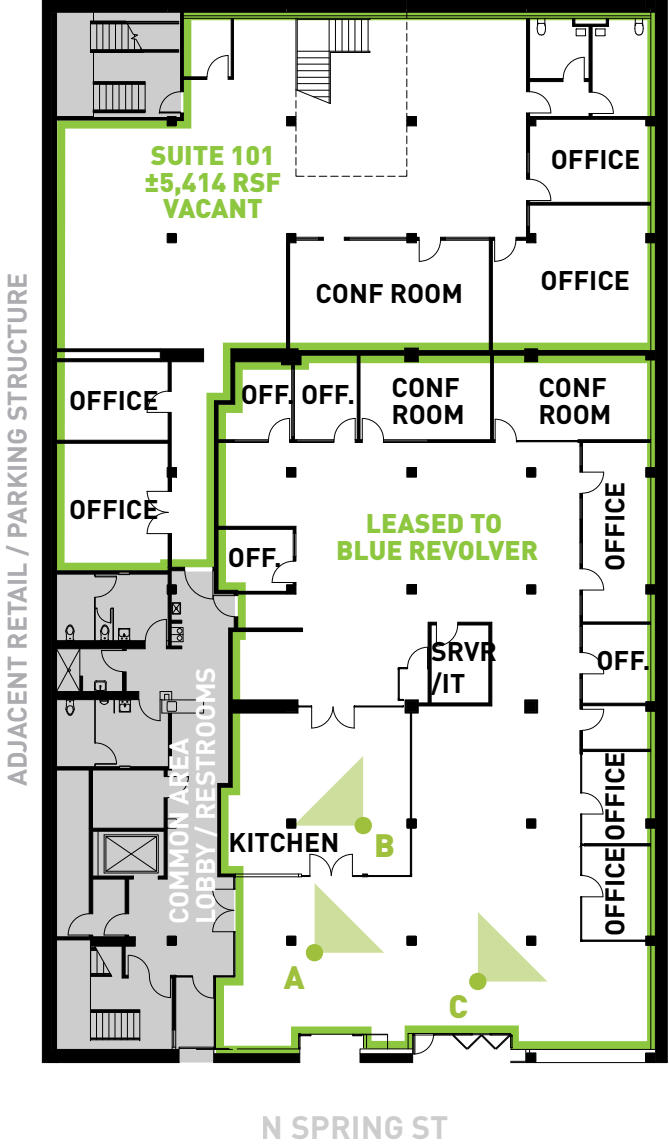 SUITE 101
±5,414 RSF
VACANT
OFFICE
OFFICE
CONF ROOM
ADJACENT RETAIL / PARKING STRUCTURE
OFFICE
OFFICE
OFF.
OFF.
CONF
ROOM
CONF
ROOM
OFFICE
LEASED TO
BLUE REVOLVER
OFF.
SRVR
/IT
OFF.
COMMON AREA
LOBBY / RESTROOMS
OFFICE
KITCHEN
B
OFFICE
A
C
N SPRING ST